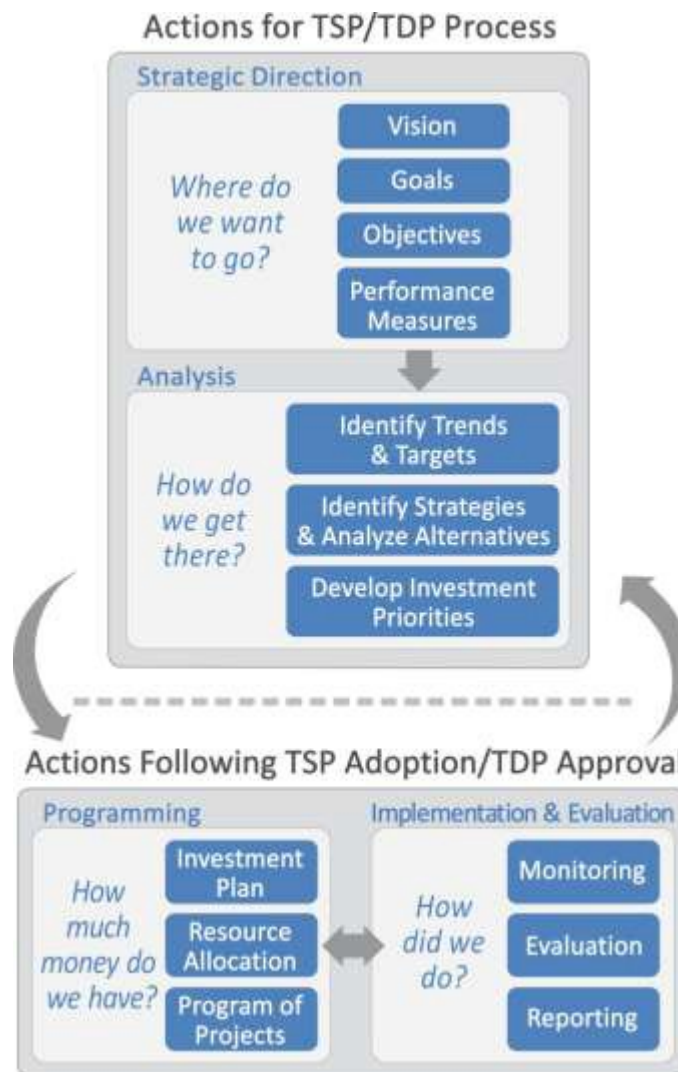 Actions for TSP/TDP Process
Strategic Direction
Where do
we want
to go?
Vision
Goals
Objectives
Performance
Measures
Analysis
How do
we get
there?
Identify Trends
& Targets
Identify Strategies
& Analyze Alternatives
Develop Investment
Priorities
Actions Following TSP Adoption/TDP Approval
Programming
How
much
money do
we have?
Investment
Plan
Resource
Allocation
Program of
Projects
Implementation & Evaluation
How
did we
do?
Monitoring
Evaluation
Reporting